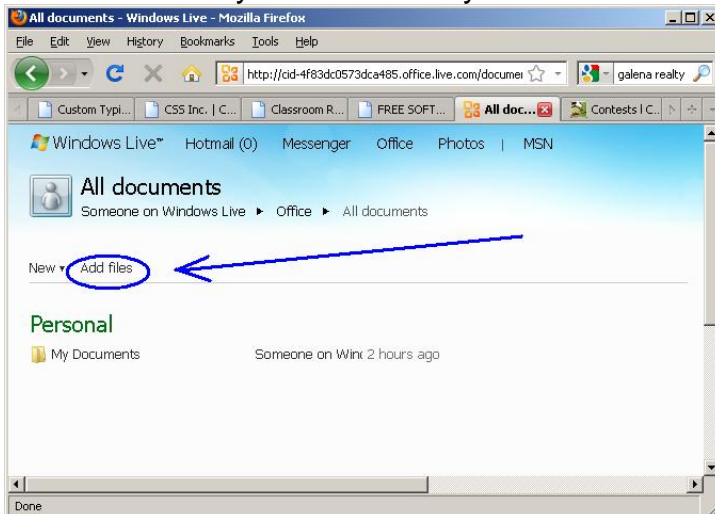 All documents - Windows Live - Mozilla Firefox
File Edit View History Bookmarks Tools Help
http://cid-4f83dc0573dca485.office.live.com/documen galena realty
Custom Typi... CSS Inc. | C... Classroom R... FREE SOFT... All doc... Contests | C...
Windows Live™ Hotmail (0) Messenger Office Photos | MSN
All documents
Someone on Windows Live ► Office ► All documents
New ▾ Add files
Personal
My Documents Someone on Win 2 hours ago
Done